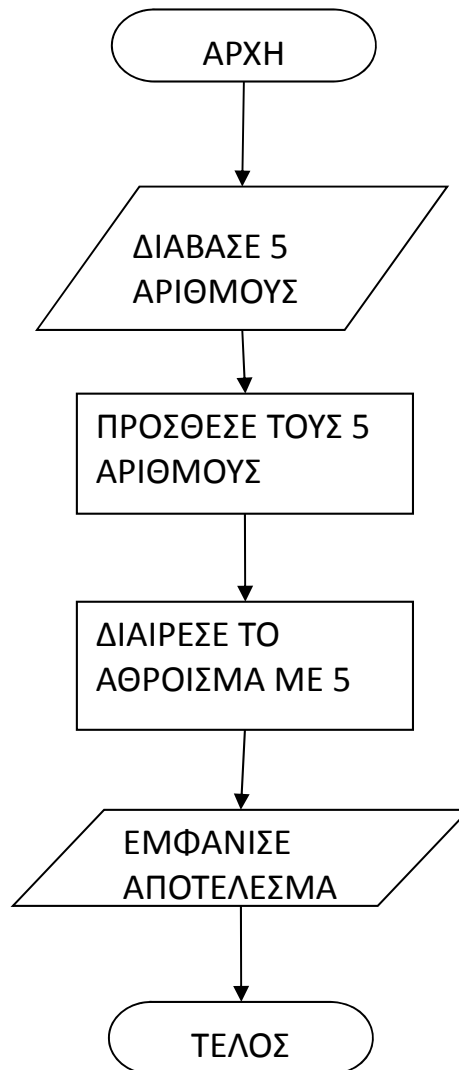 ΑΡΧΗ
ΔΙΑΒΑΣΕ 5
ΑΡΙΘΜΟΥΣ
ΠΡΟΣΘΕΣΕ ΤΟΥΣ 5
ΑΡΙΘΜΟΥΣ
ΔΙΑΙΡΕΣΕ ΤΟ
ΑΘΡΟΙΣΜΑ ΜΕ 5
ΕΜΦΑΝΙΣΕ
ΑΠΟΤΕΛΕΣΜΑ
ΤΕΛΟΣ